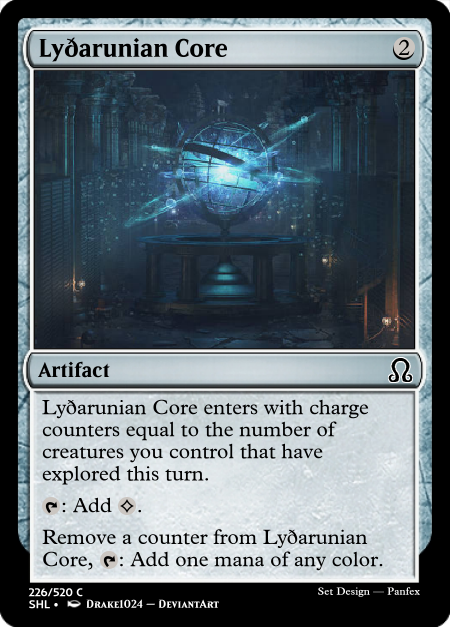 Lyðarunian Core 2
Artifact
Lyðarunian Core enters with charge
counters equal to the number of
creatures you control that have
explored this turn.
: Add .
Remove a counter from Lyðarunian
Core, : Add one mana of any color.
226/520 C
Set Design — Panfex
SHL • Drake1024 — DeviantArt